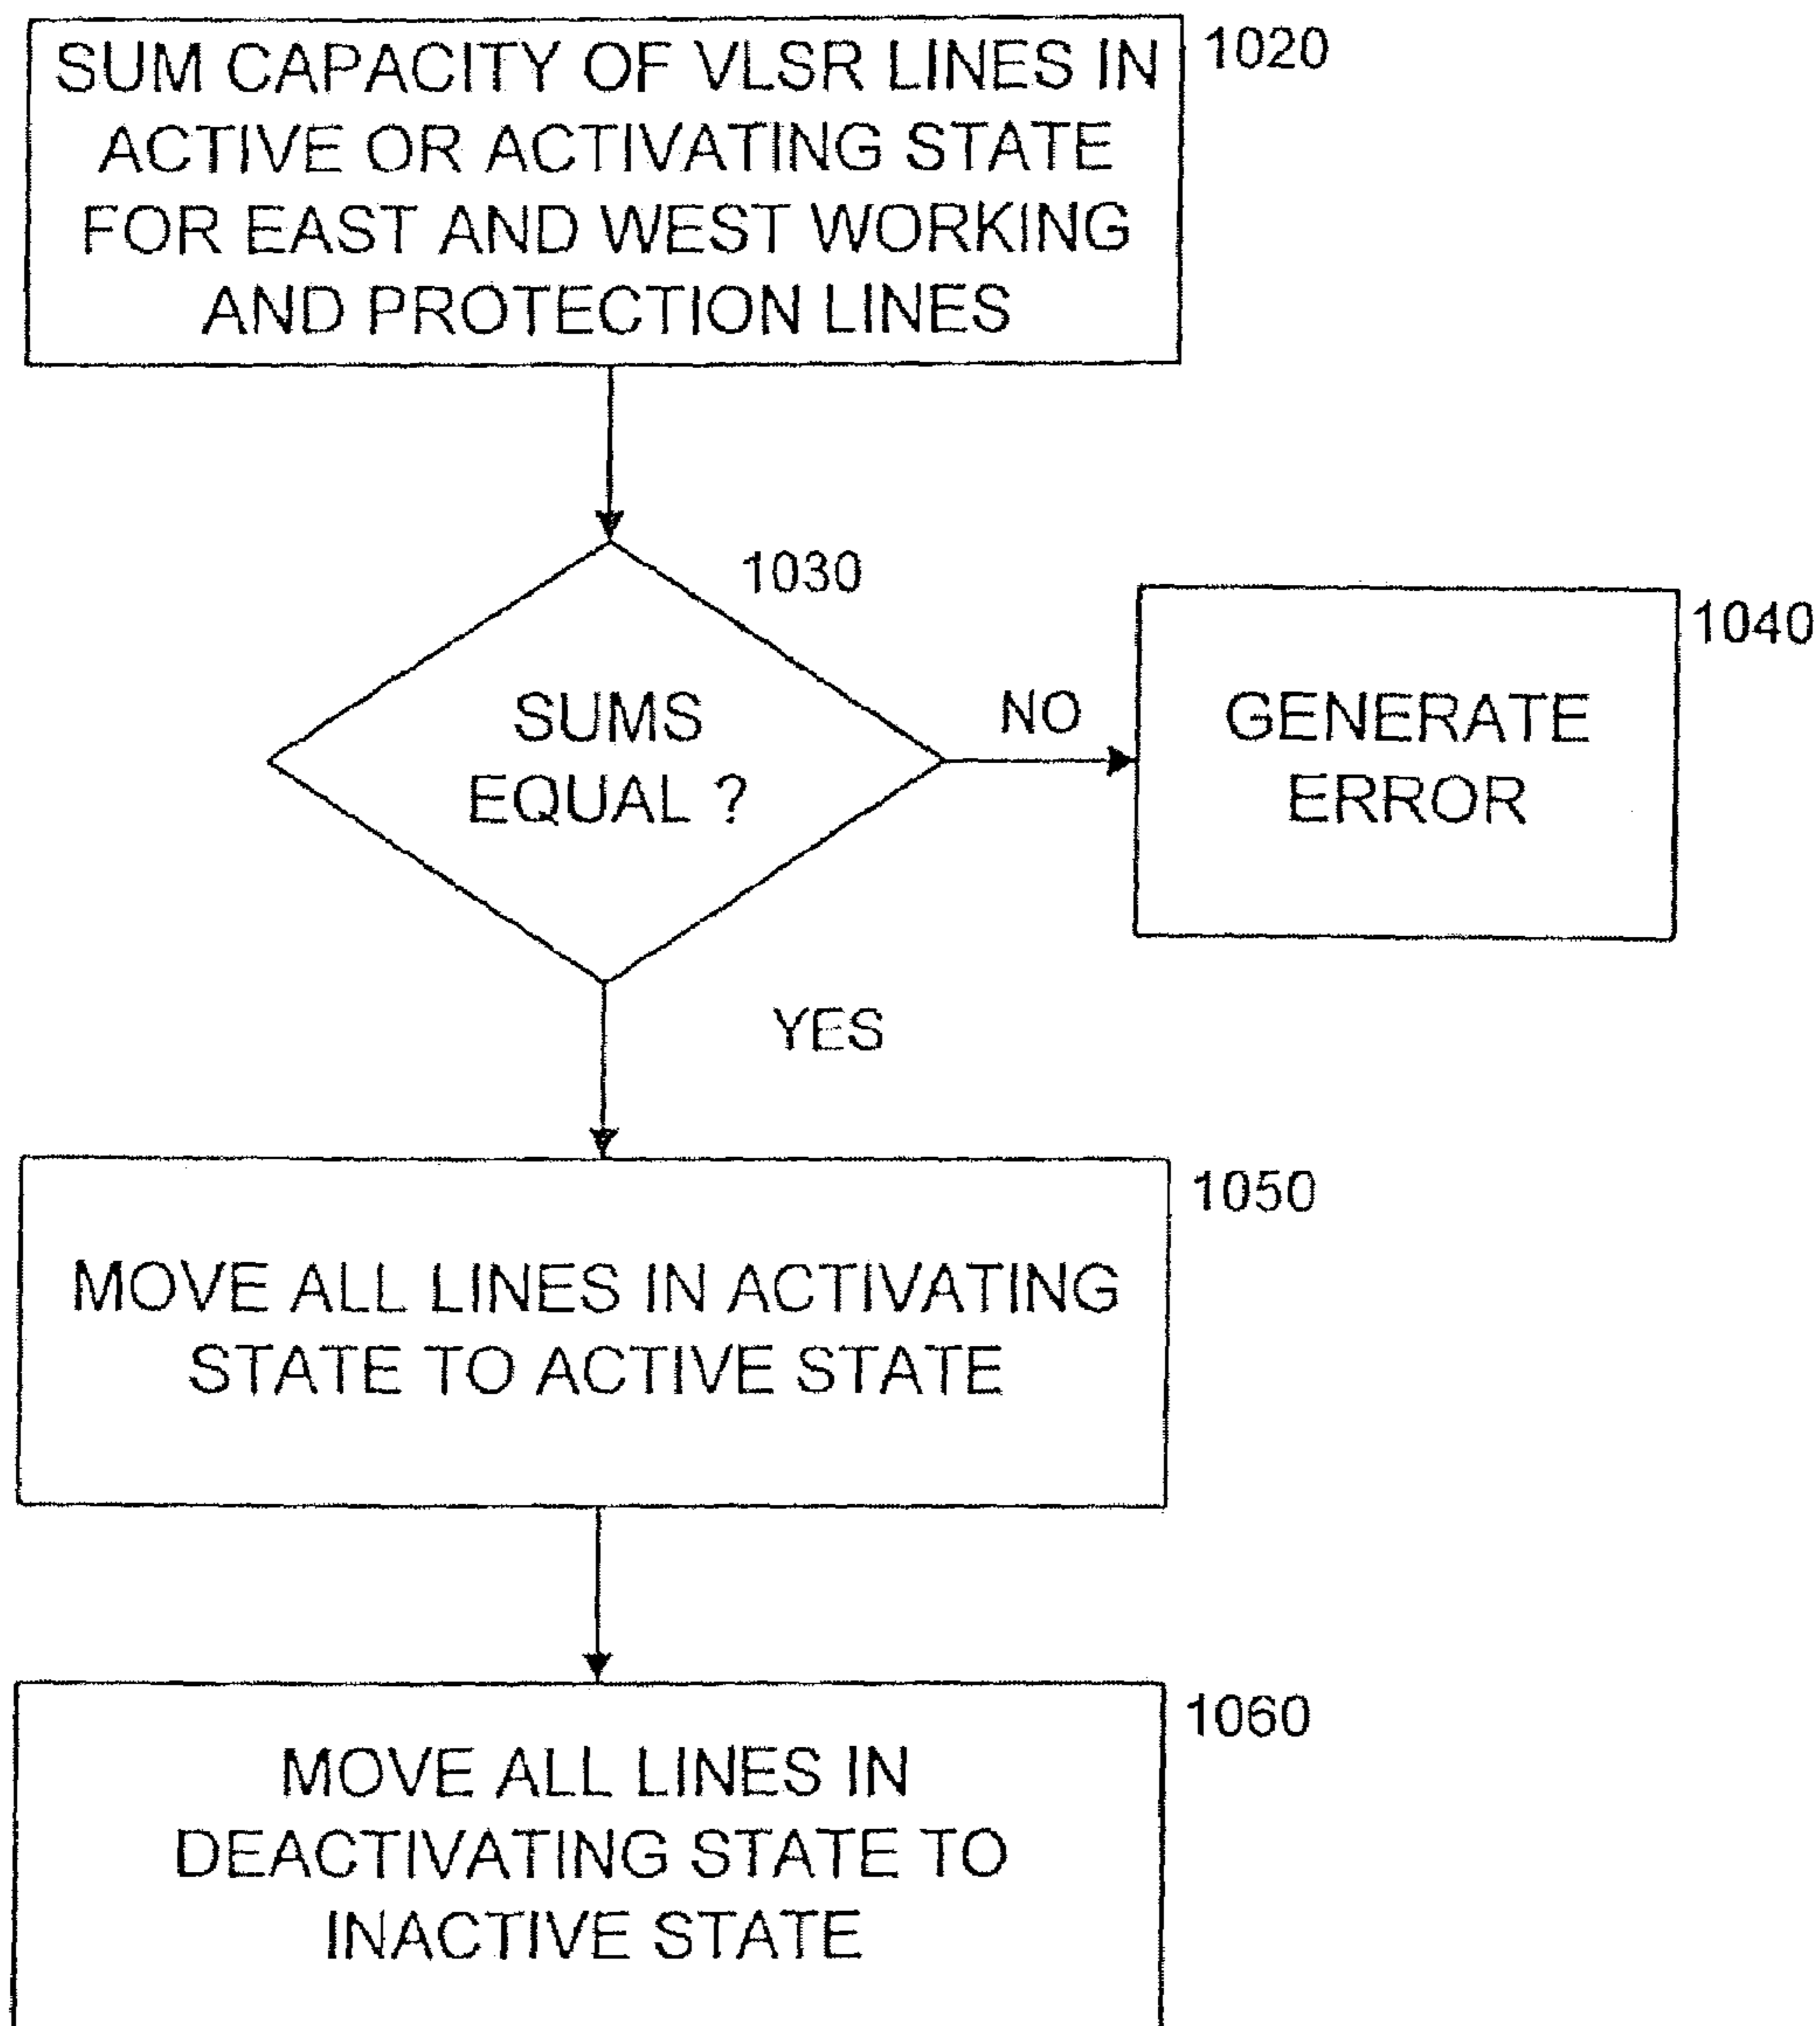 SUM CAPACITY OF VLSR LINES IN
ACTIVE OR ACTIVATING STATE
FOR EAST AND WEST WORKING
AND PROTECTION LINES
1020
1030
SUMS
EQUAL ?
NO
1040
GENERATE
ERROR
YES
1050
MOVE ALL LINES IN ACTIVATING
STATE TO ACTIVE STATE
1060
MOVE ALL LINES IN
DEACTIVATING STATE TO
INACTIVE STATE